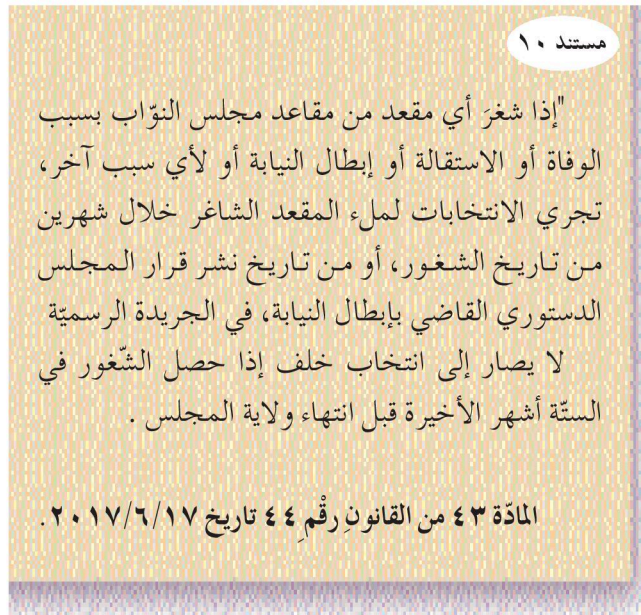 مستند ١٠
"إذا شغرَ أي مقعد من مقاعد مجلس النوّاب بسبب
الوفاة أو الاستقالة أو إبطال النيابة أو لأي سبب آخر،
تجري الانتخابات لملء المقعد الشاغر خلال شهرين
من تاريخ الشغور، أو من تاريخ نشر قرار المجلس
الدستوري القاضي بإبطال النيابة، في الجريدة الرسميّة
لا يصار إلى انتخاب خلف إذا حصل الشّغور في
الستّة أشهر الأخيرة قبل انتهاء ولاية المجلس .
المادّة ٤٣ من القانونِ رقْمِ ٤٤ تاريخ ٢٠١٧/٦/١٧.